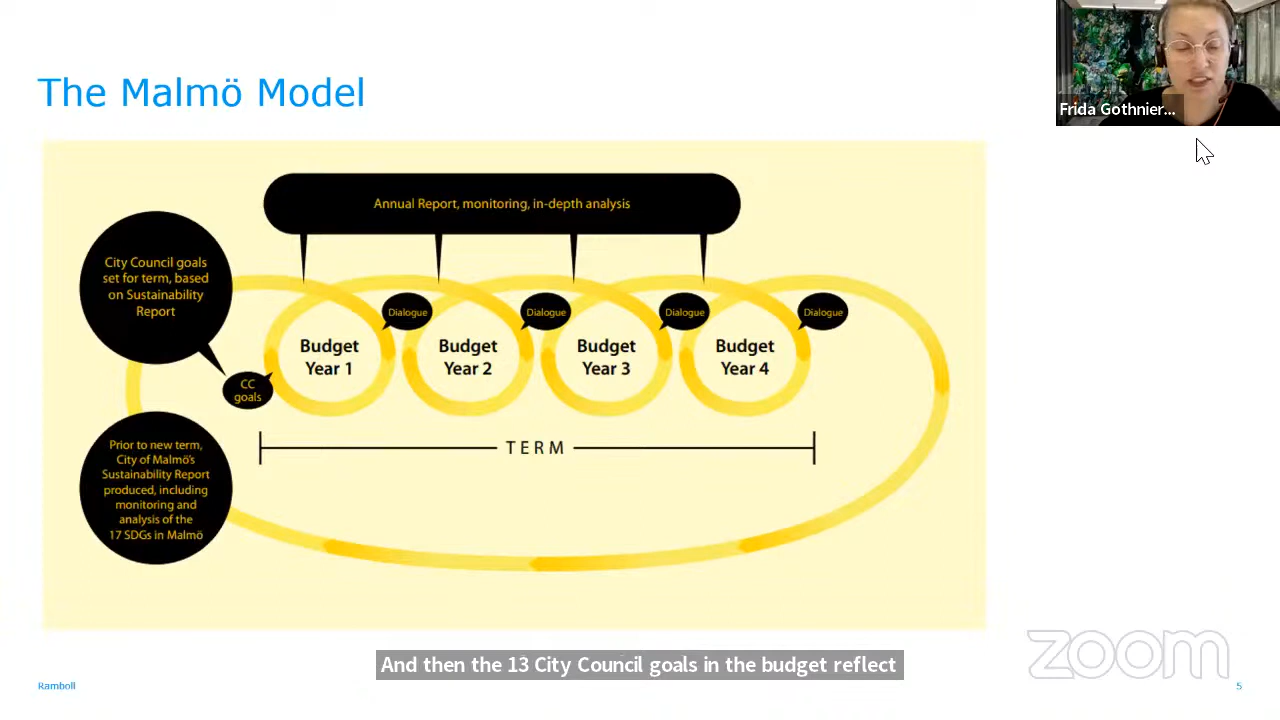 The Malmö Model
Frida Gothnier...
Annual Report, monitoring, in-depth analysis
City Council goals
set for term, based
on Sustainability
Report
Dialogue
Dialogue
Dialogue
Dialogue
Budget
Year 1
Budget
Year 2
Budget
Year 3
Budget
Year 4
CC
goals
TERM
Prior to new term,
City of Malmö's
Sustainability Report
produced, including
monitoring and
analysis of the
17 SDGs in Malmö
zoom
And then the 13 City Council goals in the budget reflect
Ramboll
5